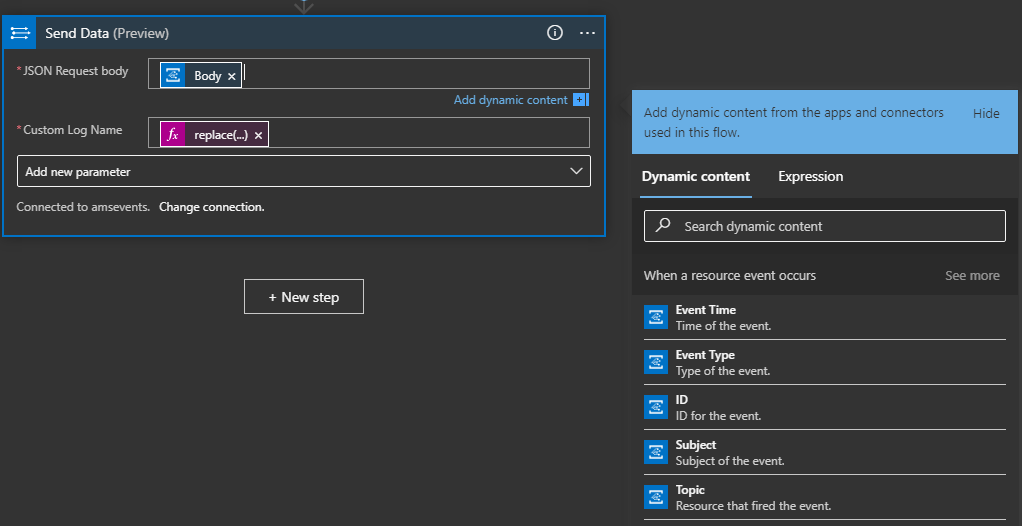 Send Data (Preview)
* JSON Request body
Body ×
Add dynamic content
* Custom Log Name
fx replace(...) ×
Add new parameter
Connected to amsevents. Change connection.
+ New step
Add dynamic content from the apps and connectors
used in this flow.
Hide
Dynamic content Expression
Search dynamic content
When a resource event occurs See more
Event Time
Time of the event.
Event Type
Type of the event.
ID
ID for the event.
Subject
Subject of the event.
Topic
Resource that fired the event.